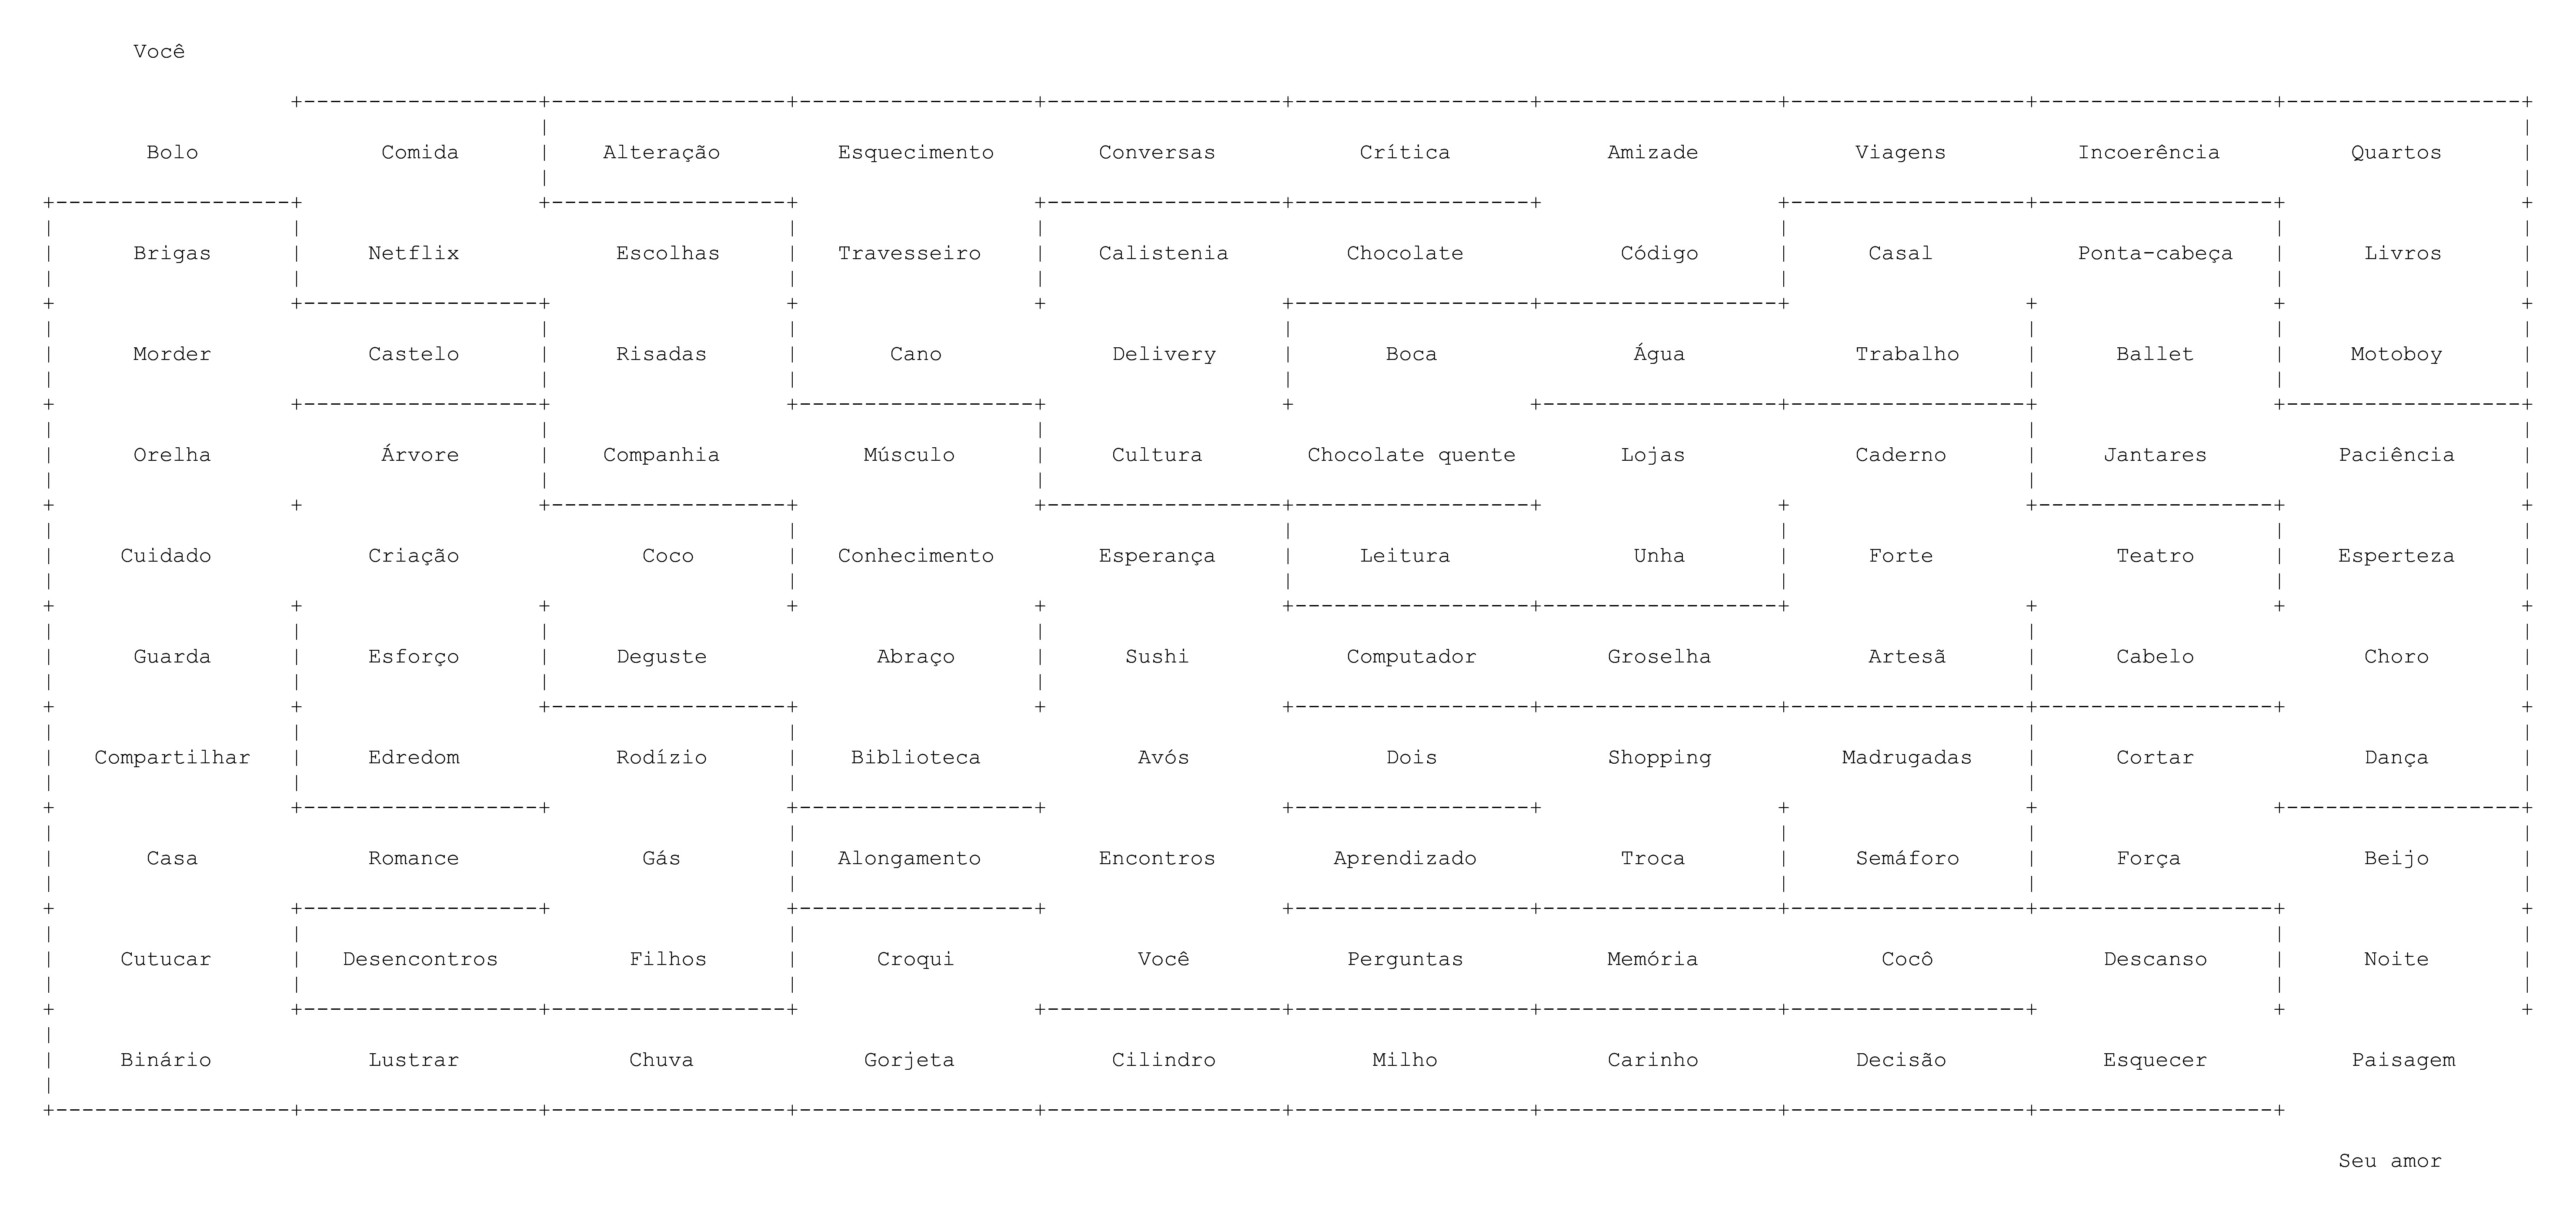 Você
Bolo Comida Alteração Esquecimento Conversas Crítica Amizade Viagens Incoerência Quartos
Brigas Netflix Escolhas Travesseiro Calistenia Chocolate Código Casal Ponta-cabeça Livros
Morder Castelo Risadas Cano Delivery Boca Água Trabalho Ballet Motoboy
Orelha Árvore Companhia Músculo Cultura Chocolate quente Lojas Caderno Jantares Paciência
Cuidado Criação Coco Conhecimento Esperança Leitura Unha Forte Teatro Esperteza
Guarda Esforço Deguste Abraço Sushi Computador Groselha Artesã Cabelo Choro
Compartilhar Edredom Rodízio Biblioteca Avós Dois Shopping Madrugadas Cortar Dança
Casa Romance Gás Alongamento Encontros Aprendizado Troca Semáforo Força Beijo
Cutucar Desencontros Filhos Croqui Você Perguntas Memória Cocô Descanso Noite
Binário Lustrar Chuva Gorjeta Cilindro Milho Carinho Decisão Esquecer Paisagem
Seu amor